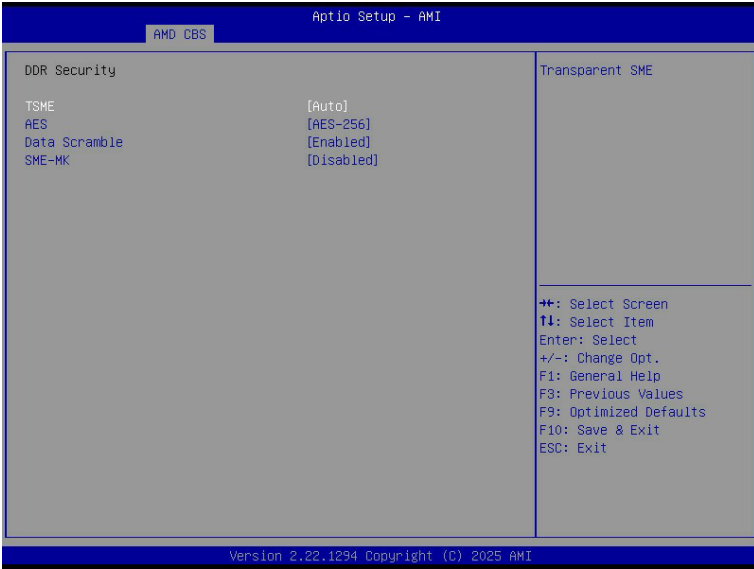 Aptio Setup – AMI
AMD CBS
DDR Security
TSME [Auto]
AES [AES-256]
Data Scramble [Enabled]
SME-MK [Disabled]
Transparent SME
→←: Select Screen
↑↓: Select Item
Enter: Select
+/-: Change Opt.
F1: General Help
F3: Previous Values
F9: Optimized Defaults
F10: Save & Exit
ESC: Exit
Version 2.22.1294 Copyright (C) 2025 AMI